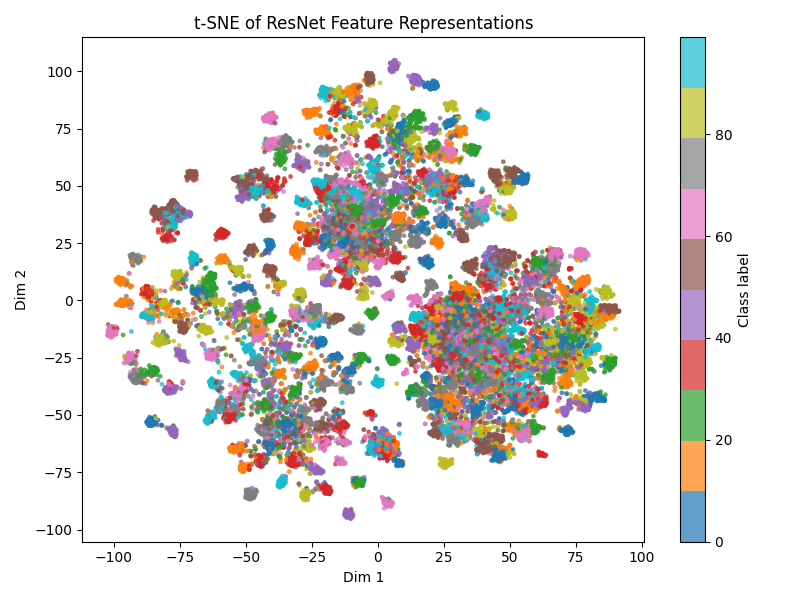 t-SNE of ResNet Feature Representations
100
75
50
25
0
−25
−50
−75
−100
Dim 2
−100 −75 −50 −25 0 25 50 75 100
Dim 1
80
60
40
20
0
Class label